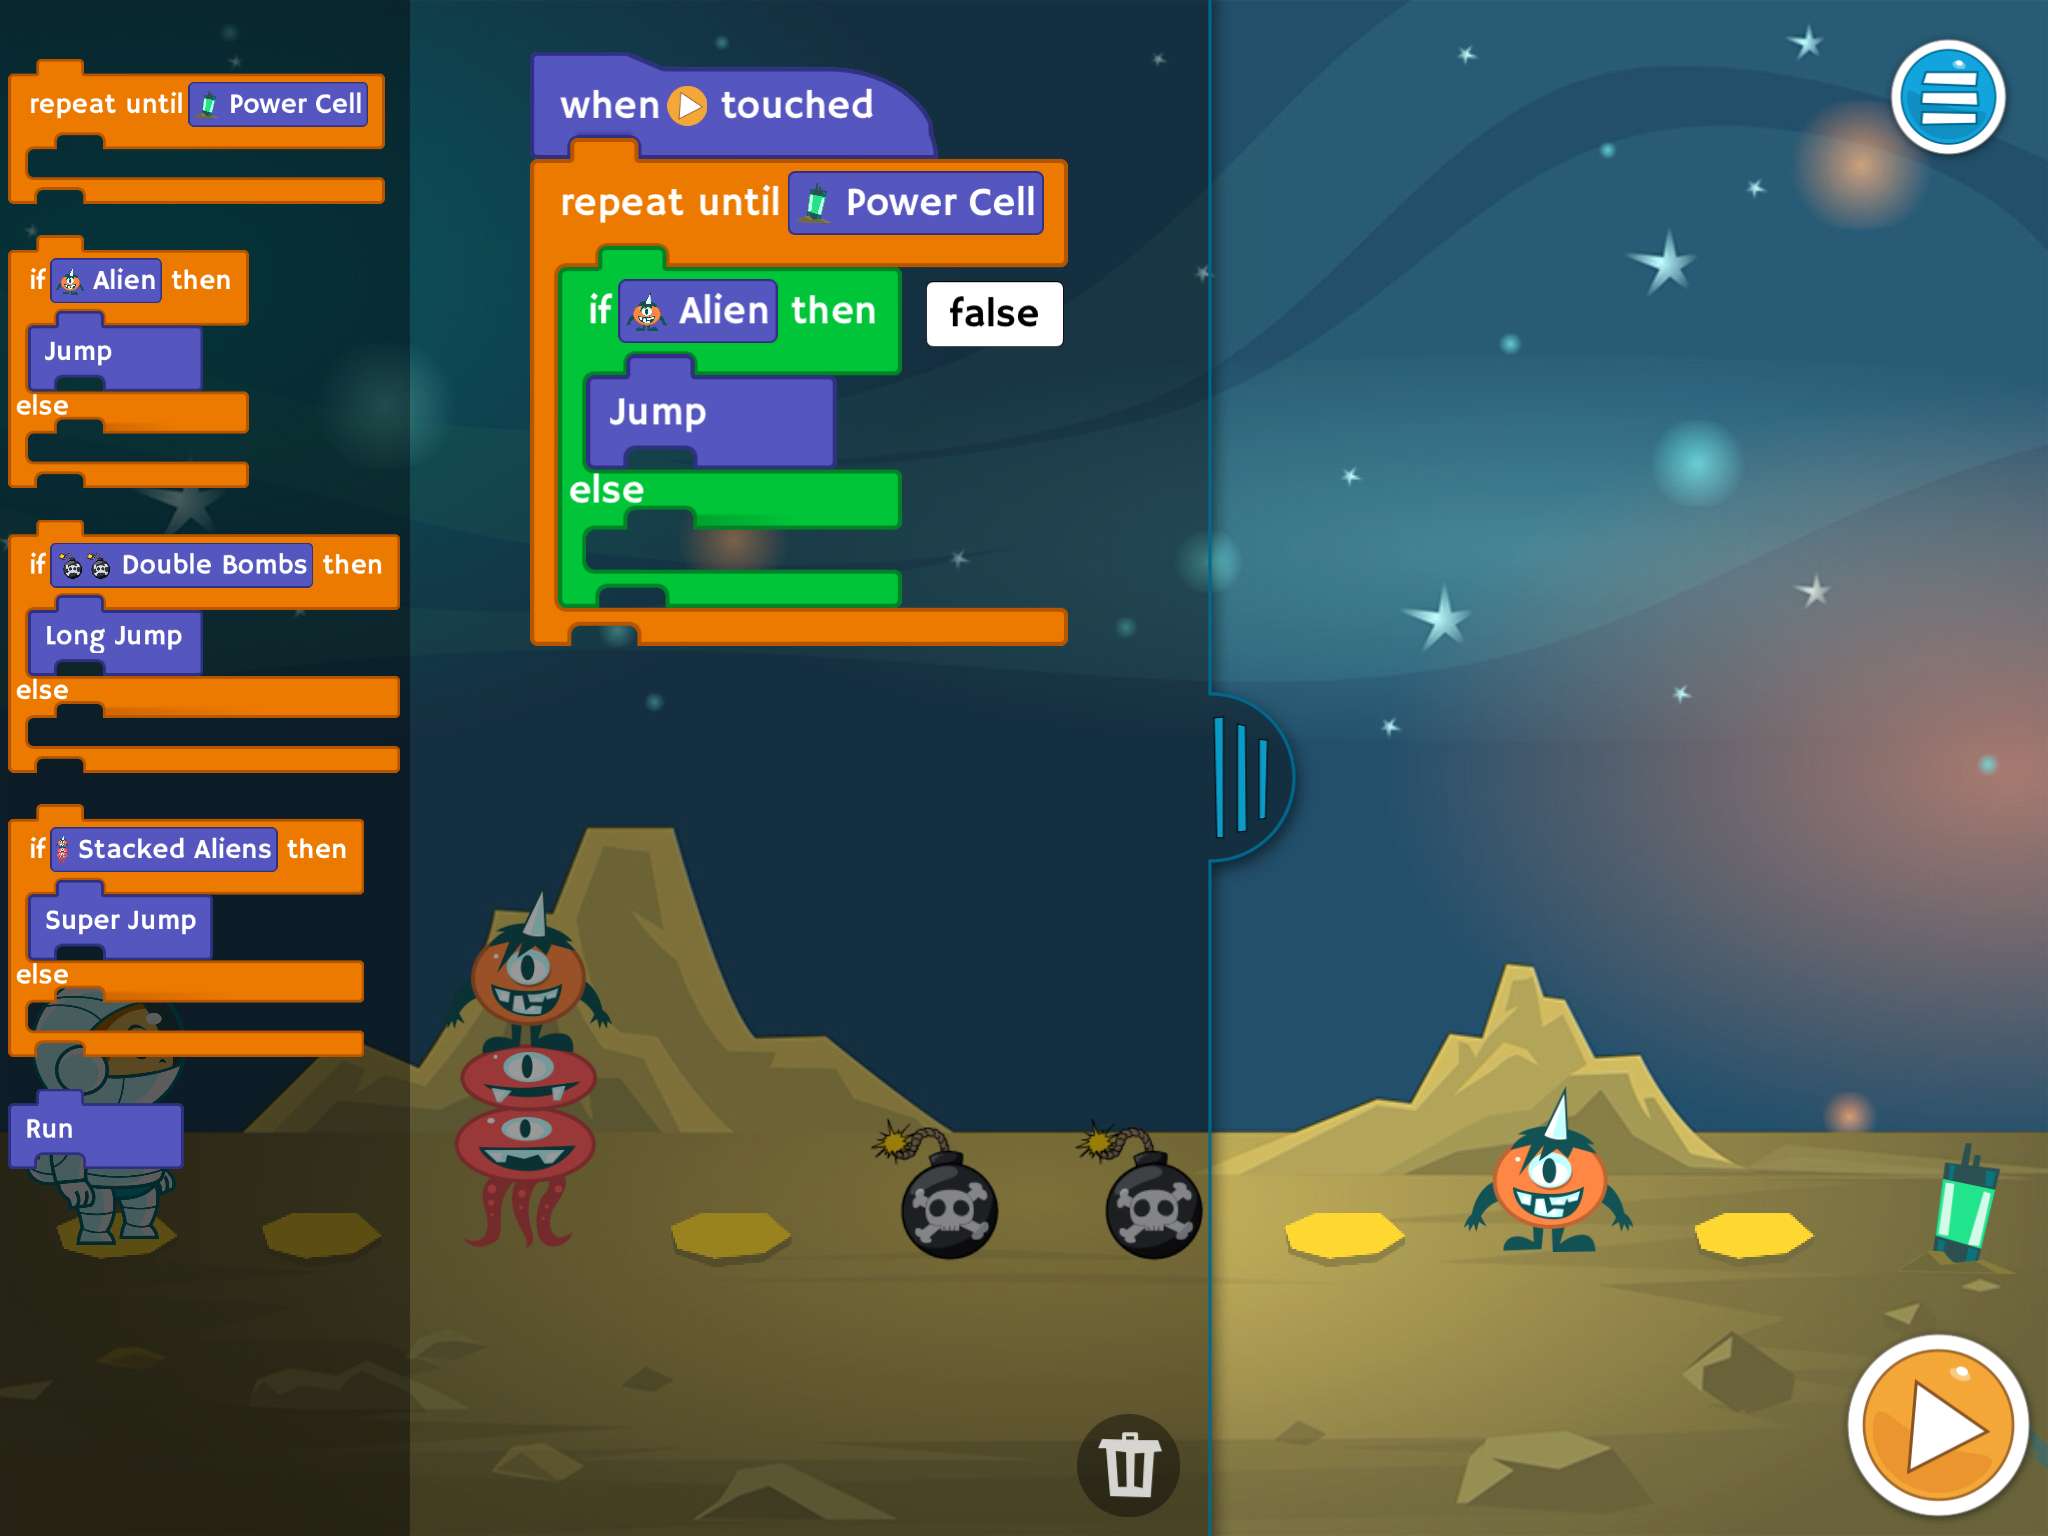 repeat until Power Cell
if Alien then
Jump
else
if Double Bombs then
Long Jump
else
if Stacked Aliens then
Super Jump
else
Run
when touched
repeat until Power Cell
if Alien then false
Jump
else